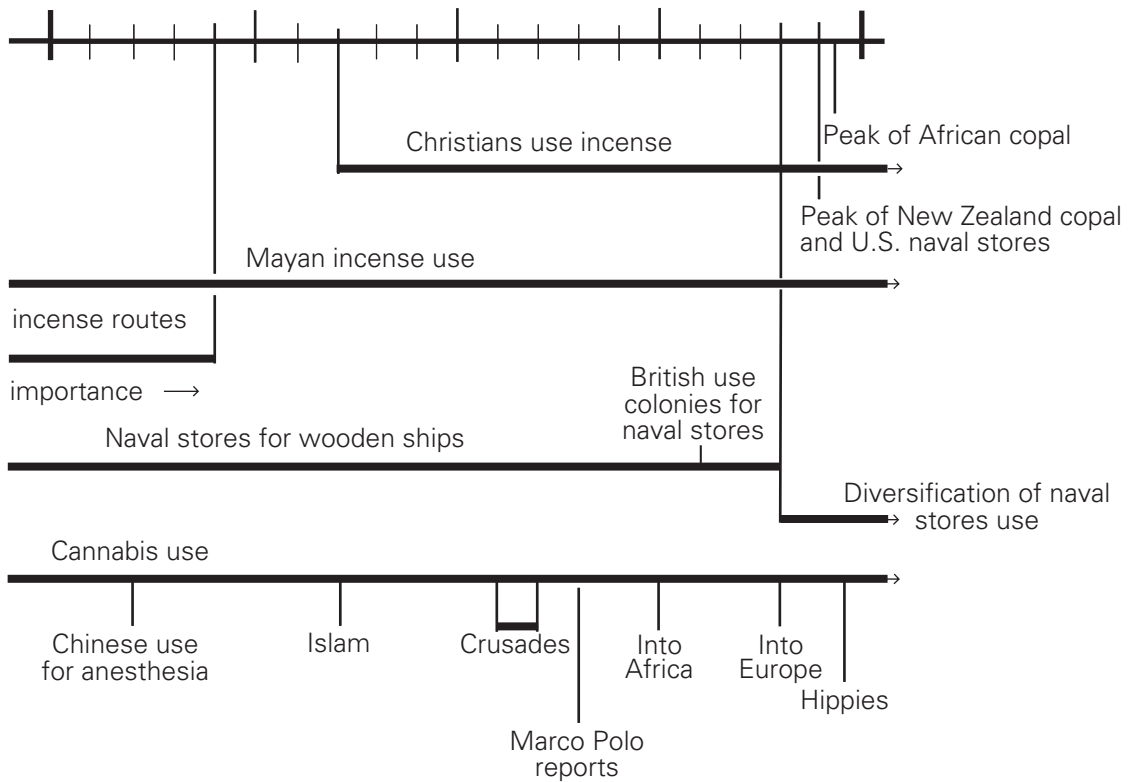 Peak of African copal
Christians use incense
Peak of New Zealand copal
and U.S. naval stores
Mayan incense use
incense routes
importance →
British use
colonies for
naval stores
Naval stores for wooden ships
Diversification of naval
stores use
Cannabis use
Chinese use
for anesthesia
Islam
Crusades
Into
Africa
Into
Europe
Hippies
Marco Polo
reports